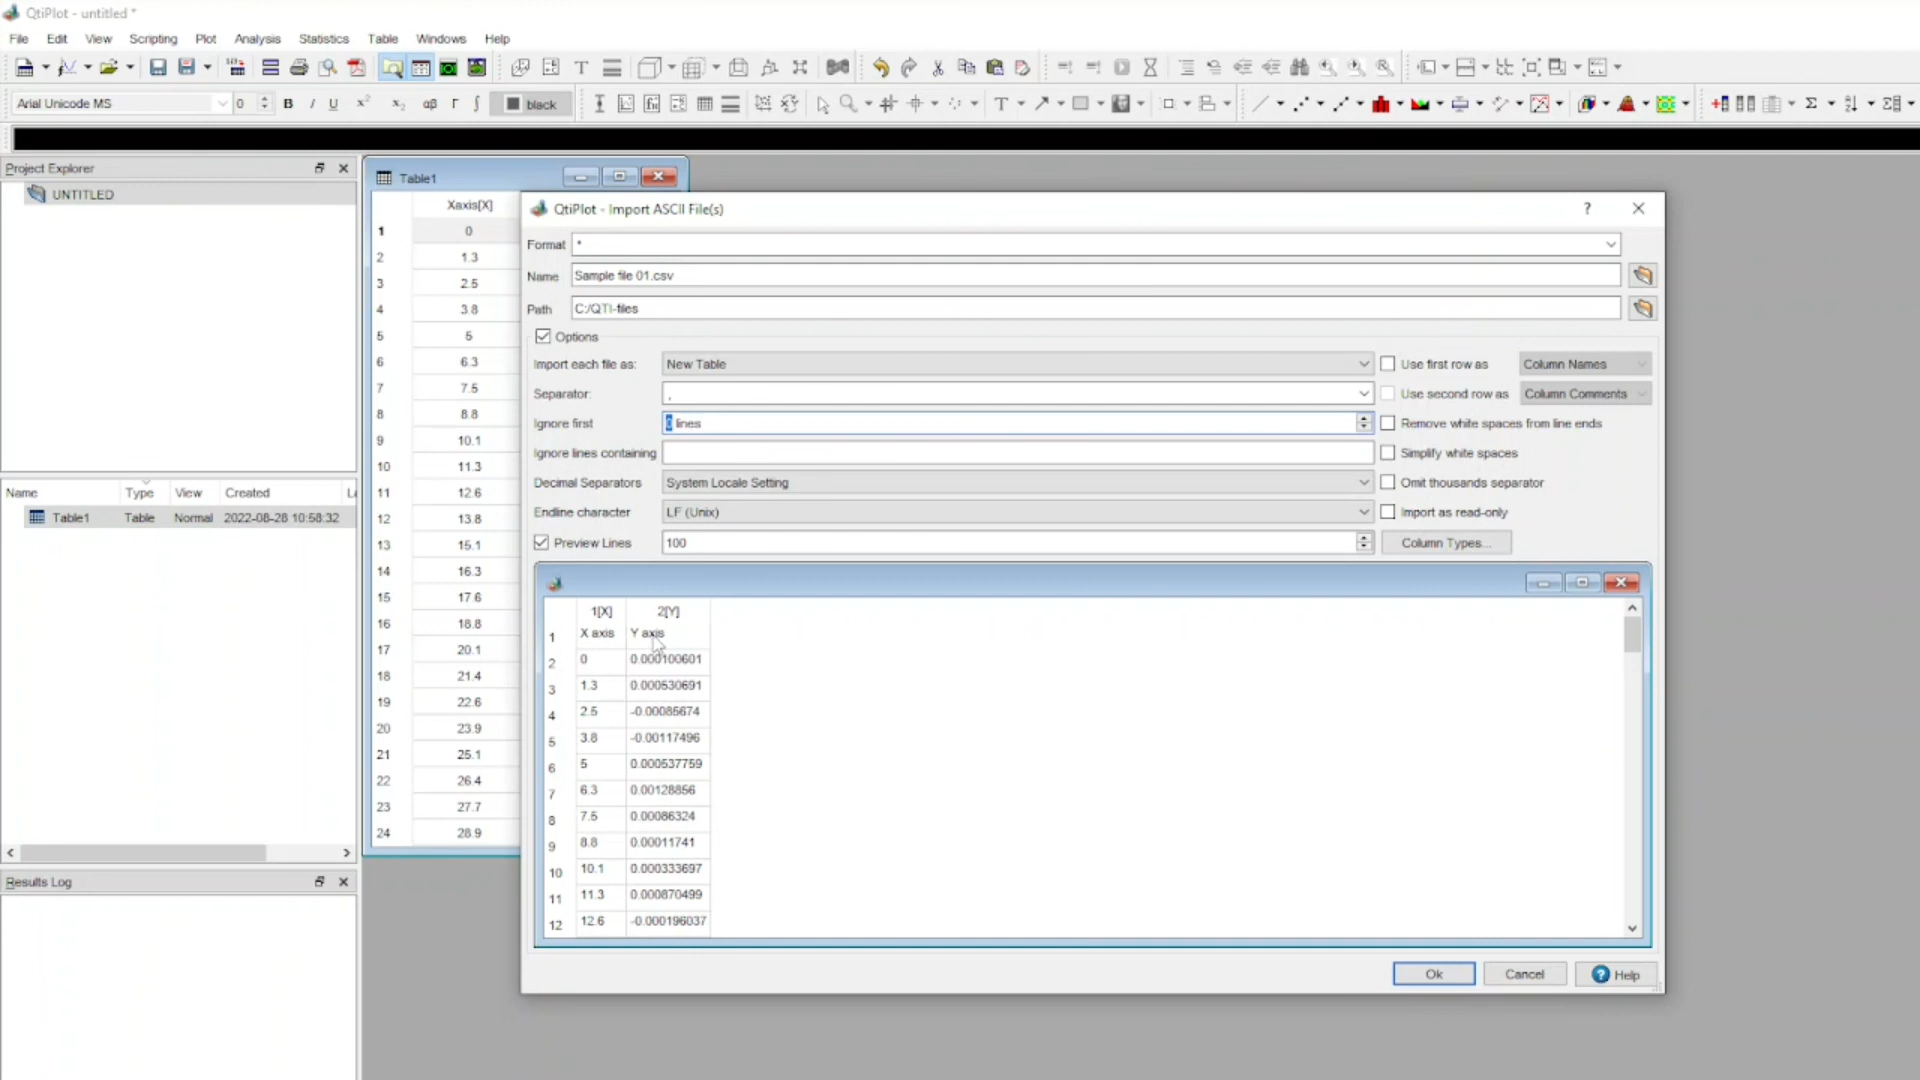 QtiPlot - untitled *
File Edit View Scripting Plot Analysis Statistics Table Windows Help
Arial Unicode MS 0 B I U x² x₂ αβ Γ ∫ black
Project Explorer
UNTITLED
Name Type View Created
Table1 Table Normal 2022-08-28 10:58:32
Results Log
Table1
Xaxis[X]
1 0
2 1.3
3 2.5
4 3.8
5 5
6 6.3
7 7.5
8 8.8
9 10.1
10 11.3
11 12.6
12 13.8
13 15.1
14 16.3
15 17.6
16 18.8
17 20.1
18 21.4
19 22.6
20 23.9
21 25.1
22 26.4
23 27.7
24 28.9
QtiPlot - Import ASCII File(s)
Format *
Name Sample file 01.csv
Path C:/QTI-files
Options
Import each file as: New Table Use first row as Column Names
Separator: , Use second row as Column Comments
Ignore first 0 lines Remove white spaces from line ends
Ignore lines containing Simplify white spaces
Decimal Separators System Locale Setting Omit thousands separator
Endline character LF (Unix) Import as read-only
Preview Lines 100 Column Types...
1[X] 2[Y]
1 X axis Y axis
2 0 0.000100601
3 1.3 0.000530691
4 2.5 -0.00085674
5 3.8 -0.00117496
6 5 0.000537759
7 6.3 0.00128856
8 7.5 0.00086324
9 8.8 0.00011741
10 10.1 0.000333697
11 11.3 0.000870499
12 12.6 -0.000196037
Ok Cancel Help